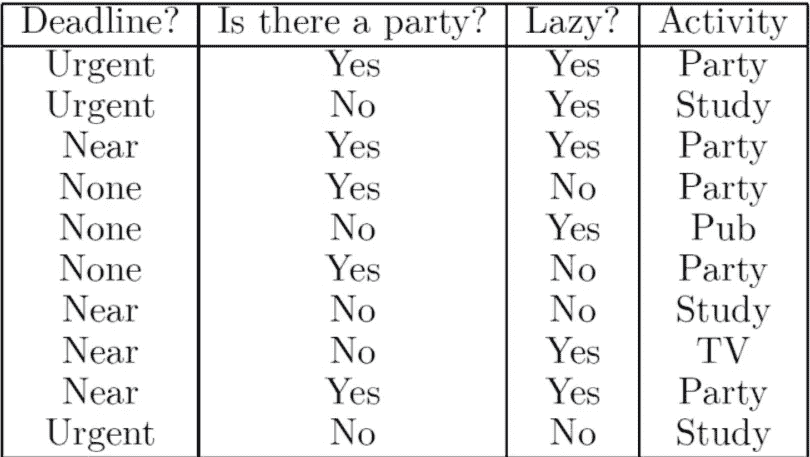 Deadline? Is there a party? Lazy? Activity
Urgent Yes Yes Party
Urgent No Yes Study
Near Yes Yes Party
None Yes No Party
None No Yes Pub
None Yes No Party
Near No No Study
Near No Yes TV
Near Yes Yes Party
Urgent No No Study